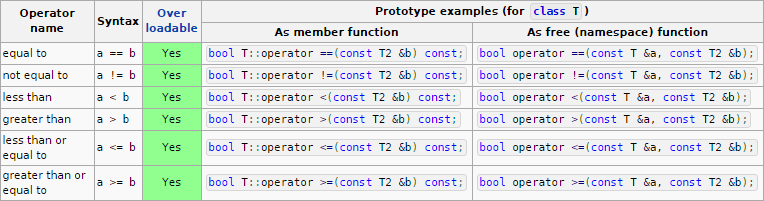 Operator name Syntax Over loadable Prototype examples (for class T )
As member function As free (namespace) function
equal to a == b Yes bool T::operator ==(const T2 &b) const; bool operator ==(const T &a, const T2 &b);
not equal to a != b Yes bool T::operator !=(const T2 &b) const; bool operator !=(const T &a, const T2 &b);
less than a < b Yes bool T::operator <(const T2 &b) const; bool operator <(const T &a, const T2 &b);
greater than a > b Yes bool T::operator >(const T2 &b) const; bool operator >(const T &a, const T2 &b);
less than or equal to a <= b Yes bool T::operator <=(const T2 &b) const; bool operator <=(const T &a, const T2 &b);
greater than or equal to a >= b Yes bool T::operator >=(const T2 &b) const; bool operator >=(const T &a, const T2 &b);